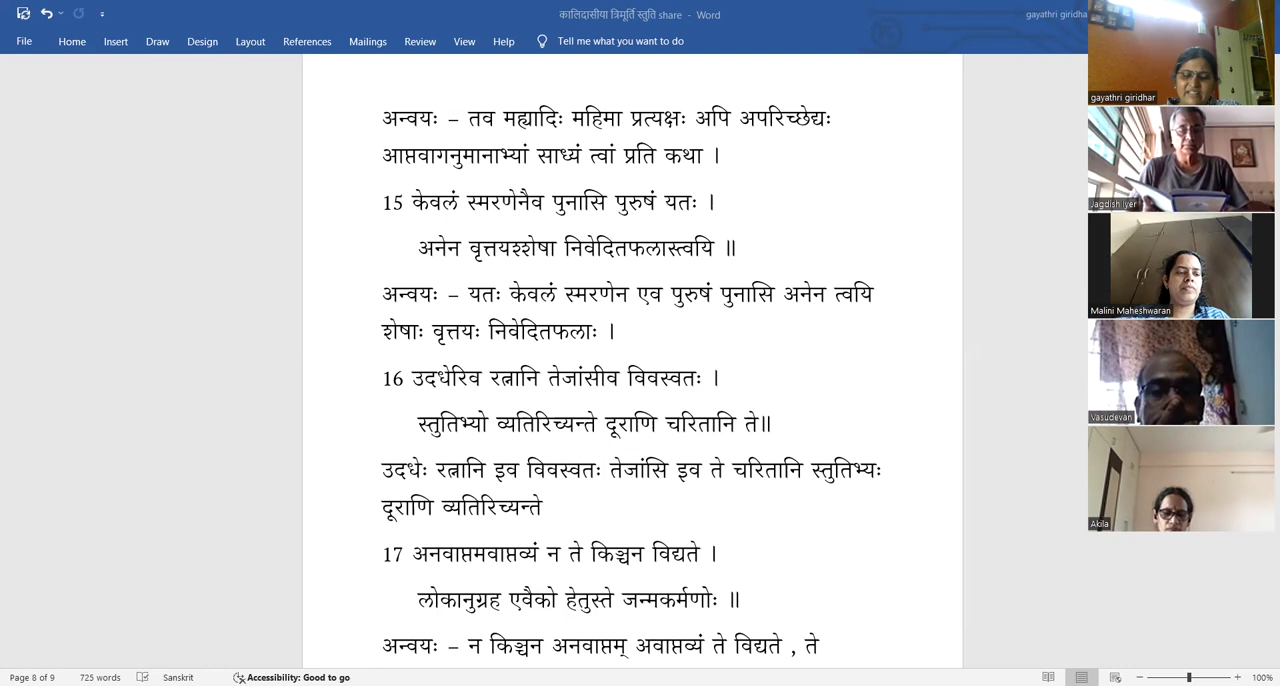 कालिदासीया त्रिमूर्ति स्तुति share - Word
gayathri giridha
File Home Insert Draw Design Layout References Mailings Review View Help Tell me what you want to do
अन्वयः – तव मह्यादिः महिमा प्रत्यक्षः अपि अपरिच्छेद्यः
आप्तवागनुमानाभ्यां साध्यं त्वां प्रति कथा ।
15 केवलं स्मरणेनैव पुनासि पुरुषं यतः ।
अनेन वृत्तयश्शेषा निवेदितफलास्त्वयि ॥
अन्वयः – यतः केवलं स्मरणेन एव पुरुषं पुनासि अनेन त्वयि
शेषाः वृत्तयः निवेदितफलाः ।
16 उदधेरिव रत्नानि तेजांसीव विवस्वतः ।
स्तुतिभ्यो व्यतिरिच्यन्ते दूराणि चरितानि ते॥
उदधेः रत्नानि इव विवस्वतः तेजांसि इव ते चरितानि स्तुतिभ्यः
दूराणि व्यतिरिच्यन्ते
17 अनवाप्तमवाप्तव्यं न ते किञ्चन विद्यते ।
लोकानुग्रह एवैको हेतुस्ते जन्मकर्मणोः ॥
अन्वयः – न किञ्चन अनवाप्तम् अवाप्तव्यं ते विद्यते , ते
gayathri giridhar
Jagdish Iyer
Malini Maheshwaran
Vasudevan
Akila
Page 8 of 9 725 words Sanskrit Accessibility: Good to go 100%